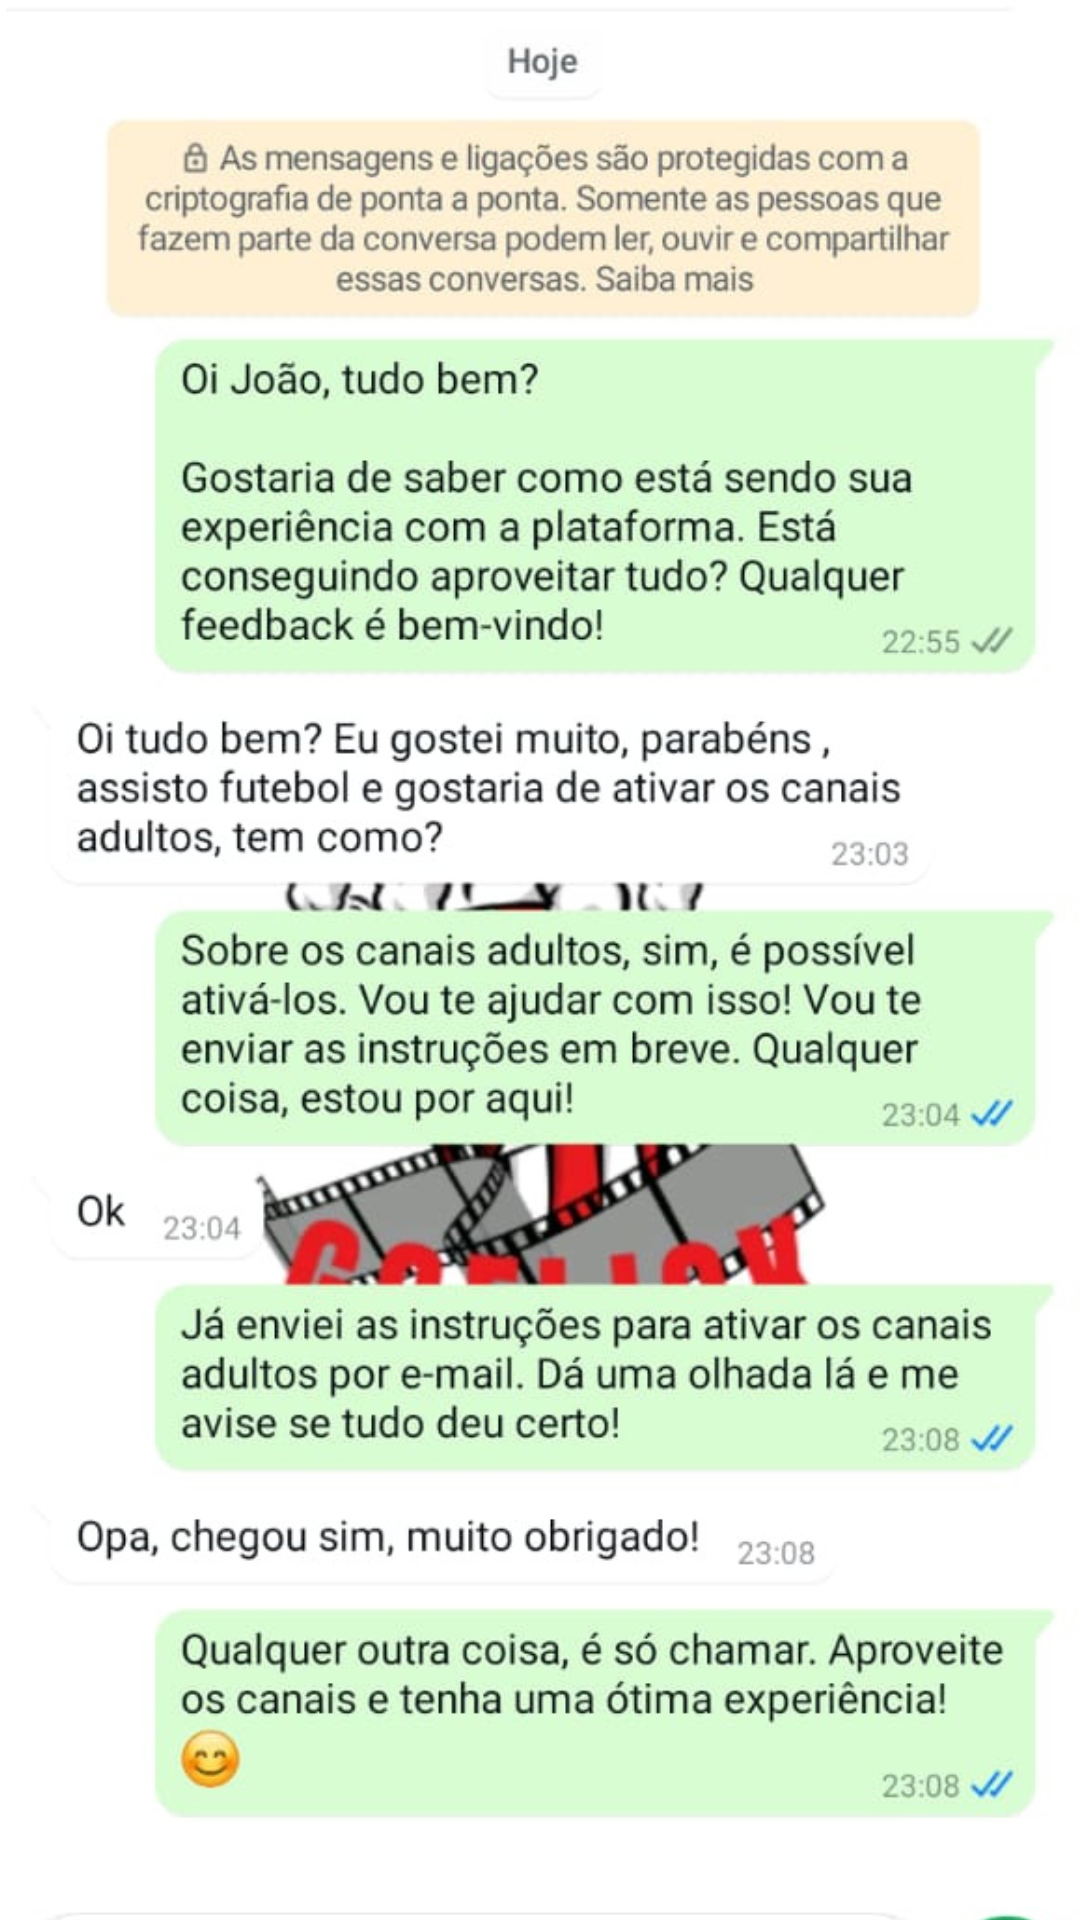 Hoje
As mensagens e ligações são protegidas com a
criptografia de ponta a ponta. Somente as pessoas que
fazem parte da conversa podem ler, ouvir e compartilhar
essas conversas. Saiba mais
Oi João, tudo bem?
Gostaria de saber como está sendo sua
experiência com a plataforma. Está
conseguindo aproveitar tudo? Qualquer
feedback é bem-vindo!
22:55
Oi tudo bem? Eu gostei muito, parabéns ,
assisto futebol e gostaria de ativar os canais
adultos, tem como?
23:03
Sobre os canais adultos, sim, é possível
ativá-los. Vou te ajudar com isso! Vou te
enviar as instruções em breve. Qualquer
coisa, estou por aqui!
23:04
Ok 23:04
Já enviei as instruções para ativar os canais
adultos por e-mail. Dá uma olhada lá e me
avise se tudo deu certo!
23:08
Opa, chegou sim, muito obrigado! 23:08
Qualquer outra coisa, é só chamar. Aproveite
os canais e tenha uma ótima experiência!
😊
23:08